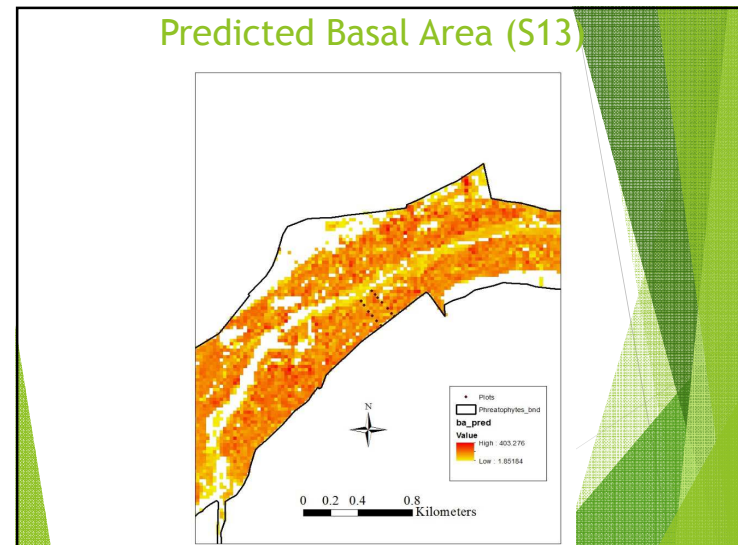 Predicted Basal Area (S13)
Plots
Phreatophytes_bnd
ba_pred
Value
High : 403.276
Low : 1.85184
N
0 0.2 0.4 0.8
Kilometers